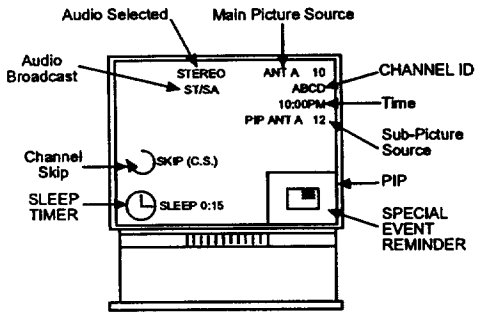 Audio Selected
Main Picture Source
Audio
Broadcast
STEREO
ST/SA
ANT A 10
ABCD
10:00PM
PIP ANT A 12
CHANNEL ID
Time
Sub-Picture
Source
Channel
Skip
SKIP (C.S.)
PIP
SLEEP
TIMER
SLEEP 0:15
SPECIAL
EVENT
REMINDER